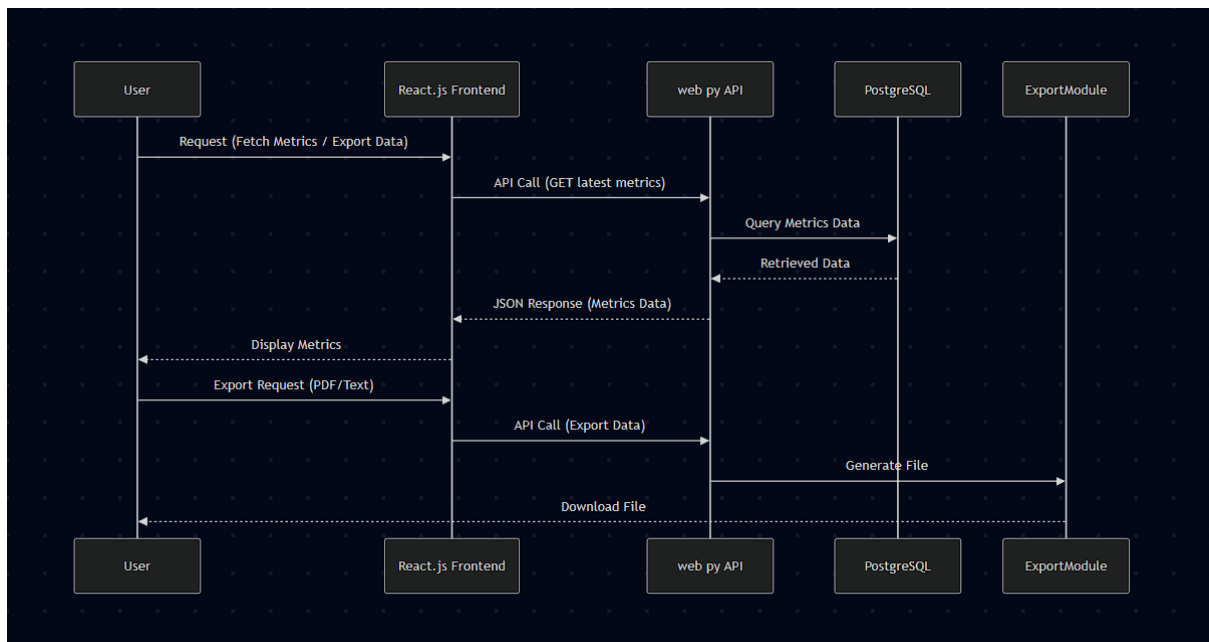 User
React.js Frontend
web py API
PostgreSQL
ExportModule
Request (Fetch Metrics / Export Data)
API Call (GET latest metrics)
Query Metrics Data
Retrieved Data
JSON Response (Metrics Data)
Display Metrics
Export Request (PDF/Text)
API Call (Export Data)
Generate File
Download File
User
React.js Frontend
web py API
PostgreSQL
ExportModule